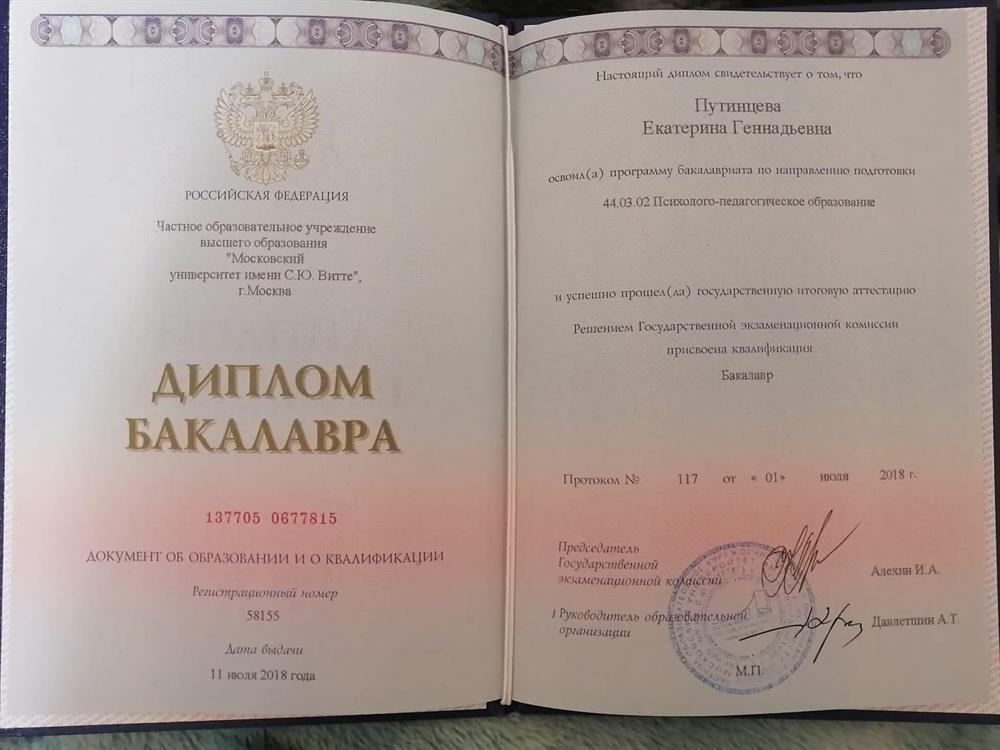 РОССИЙСКАЯ ФЕДЕРАЦИЯ
Частное образовательное учреждение
высшего образования
"Московский
университет имени С.Ю. Витте",
г.Москва
ДИПЛОМ
БАКАЛАВРА
137705 0677815
ДОКУМЕНТ ОБ ОБРАЗОВАНИИ И О КВАЛИФИКАЦИИ
Регистрационный номер
58155
Дата выдачи
11 июля 2018 года
Настоящий диплом свидетельствует о том, что
Путинцева
Екатерина Геннадьевна
освоил(а) программу бакалавриата по направлению подготовки
44.03.02 Психолого-педагогическое образование
и успешно прошел(ла) государственную итоговую аттестацию
Решением Государственной экзаменационной комиссии
присвоена квалификация
Бакалавр
Протокол № 117 от « 01» июля 2018 г.
Председатель
Государственной
экзаменационной комиссии
Алехин И.А.
Руководитель образовательной
организации
Давлетшин А.Т.
М.П.